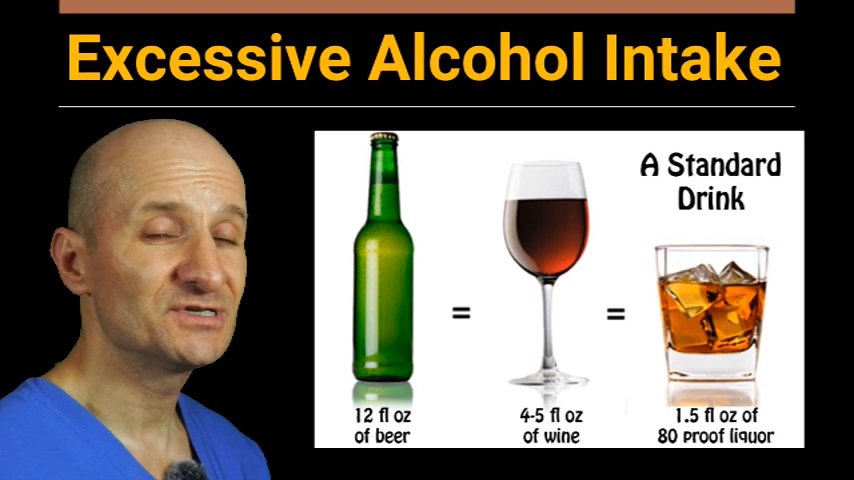 Excessive Alcohol Intake
A Standard
Drink
=
=
12 fl oz
of beer
4-5 fl oz
of wine
1.5 fl oz of
80 proof liquor